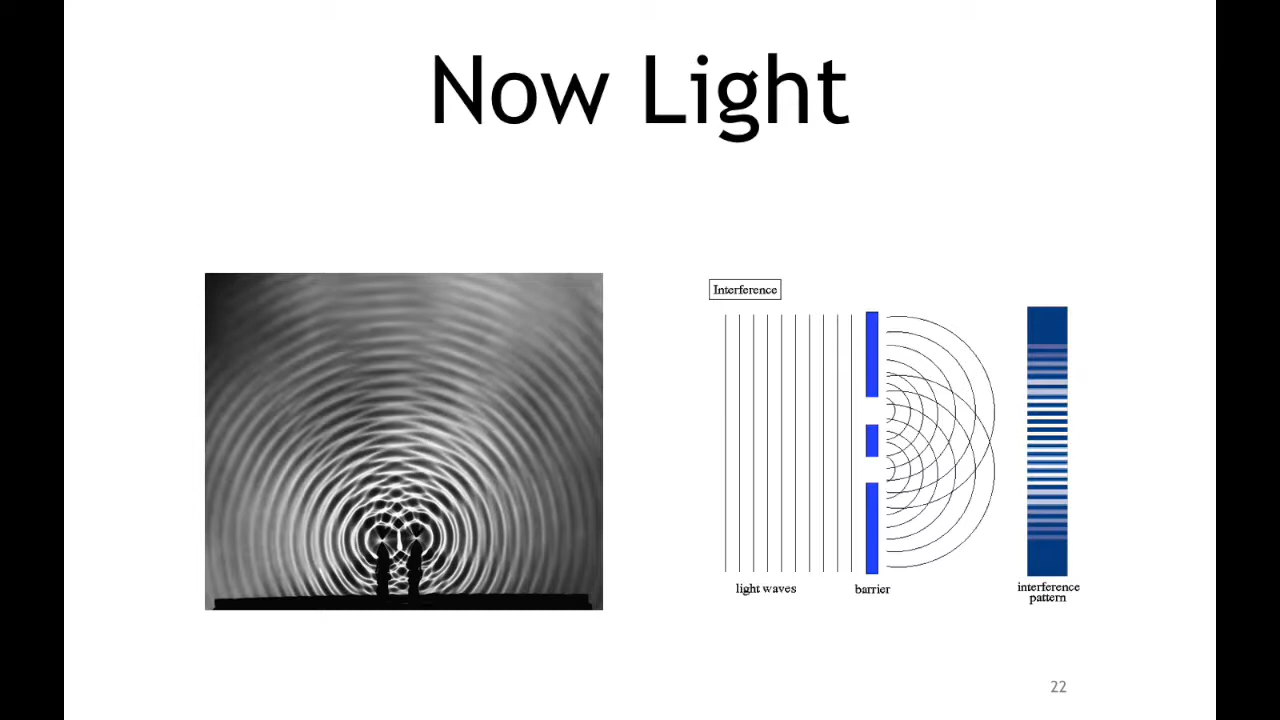 Now Light
Interference
light waves
barrier
interference
pattern
22